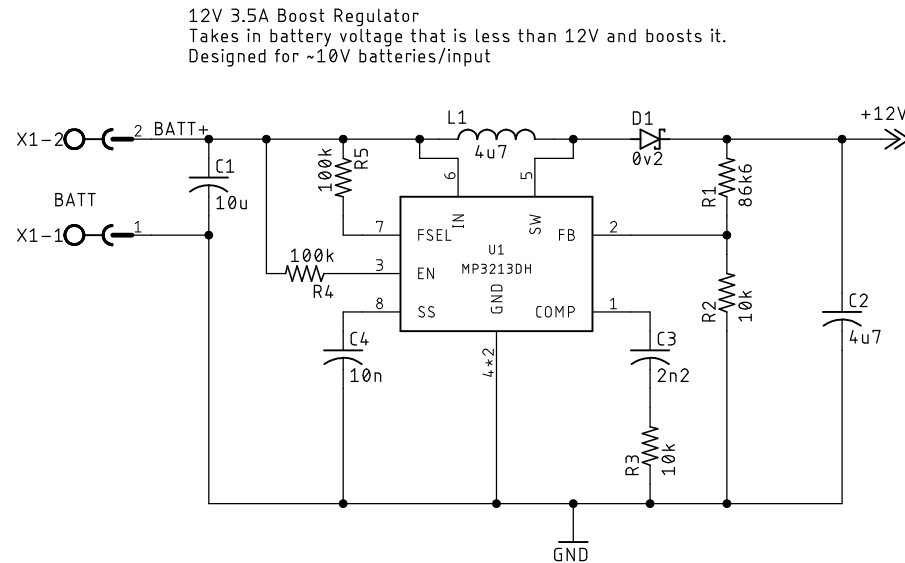 12V 3.5A Boost Regulator
Takes in battery voltage that is less than 12V and boosts it.
Designed for ~10V batteries/input
X1-2
2
BATT+
L1
4u7
D1
0v2
+12V
C1
10u
100k
R5
6
5
R1
86k6
BATT
X1-1
1
7
FSEL
IN
SW
FB
2
U1
MP3213DH
100k
R4
3
EN
GND
R2
10k
C2
4u7
8
SS
COMP
1
C4
10n
4*2
C3
2n2
R3
10k
GND